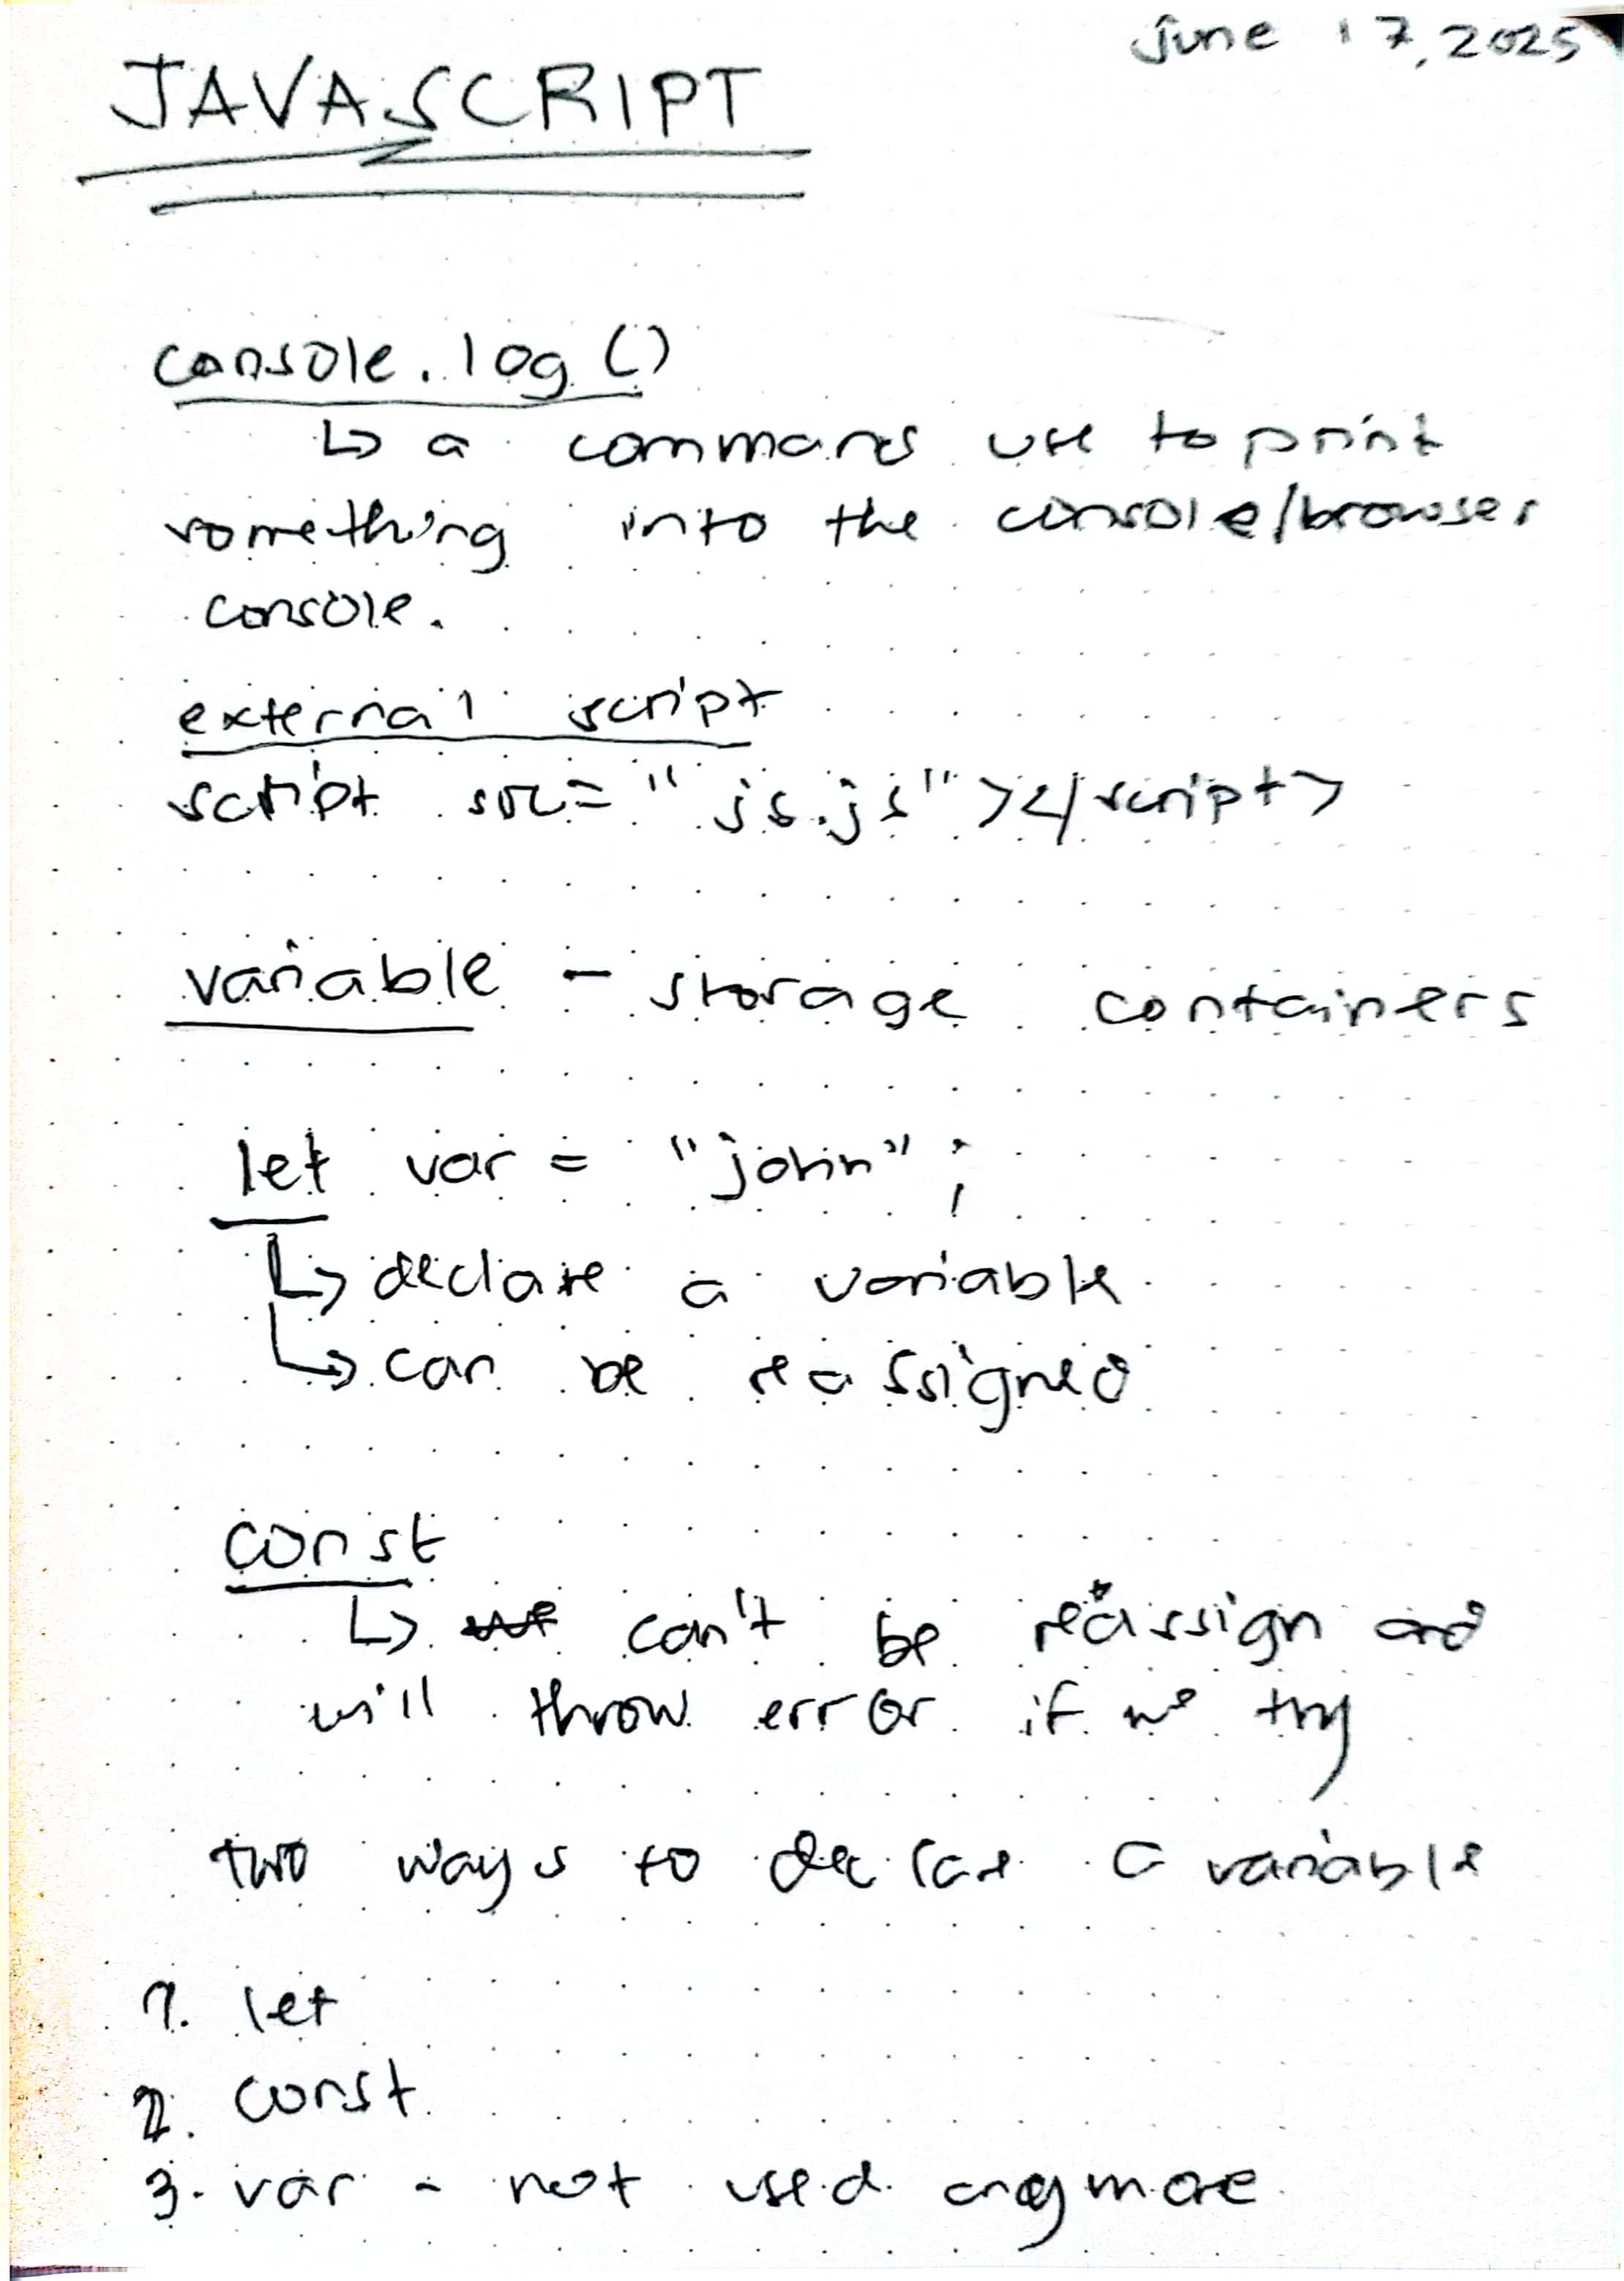 june 17, 2025
JAVASCRIPT
console.log()
↳ a command use to print
something into the console/browser
console.
external script
script src="js.js"></script>
variable - storage containers
let var = "john";
↳ declare a variable
↳ can be reassigned
const
↳ can't be reassign and
will throw error if we try
two ways to declare a variable
1. let
2. const
3. var - not used anymore